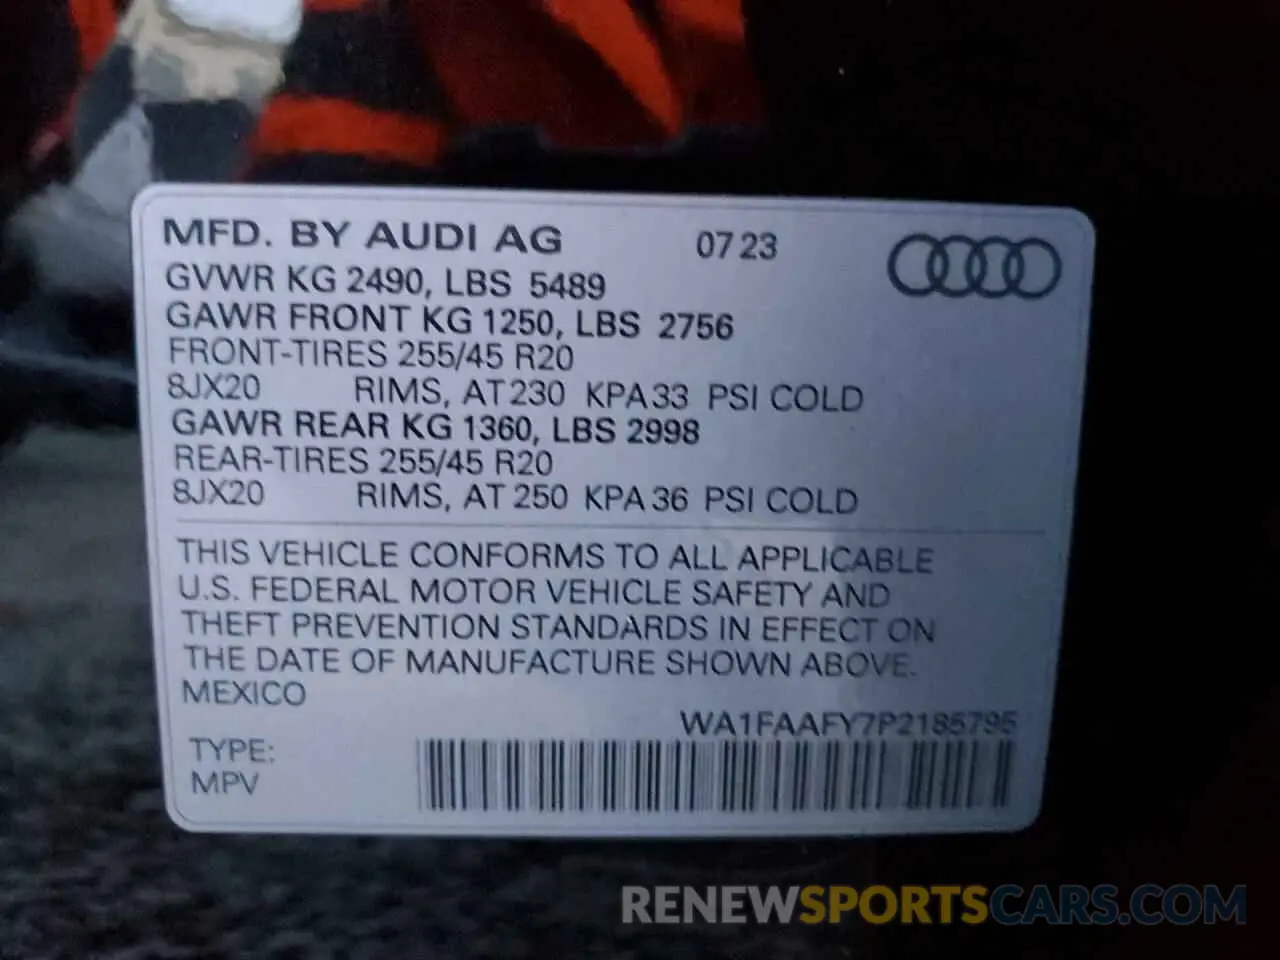 MFD. BY AUDI AG 07 23
GVWR KG 2490, LBS 5489
GAWR FRONT KG 1250, LBS 2756
FRONT-TIRES 255/45 R20
8JX20 RIMS, AT 230 KPA 33 PSI COLD
GAWR REAR KG 1360, LBS 2998
REAR-TIRES 255/45 R20
8JX20 RIMS, AT 250 KPA 36 PSI COLD
THIS VEHICLE CONFORMS TO ALL APPLICABLE
U.S. FEDERAL MOTOR VEHICLE SAFETY AND
THEFT PREVENTION STANDARDS IN EFFECT ON
THE DATE OF MANUFACTURE SHOWN ABOVE.
MEXICO
WA1FAAFY7P2185795
TYPE:
MPV
RENEWSPORTSCARS.COM